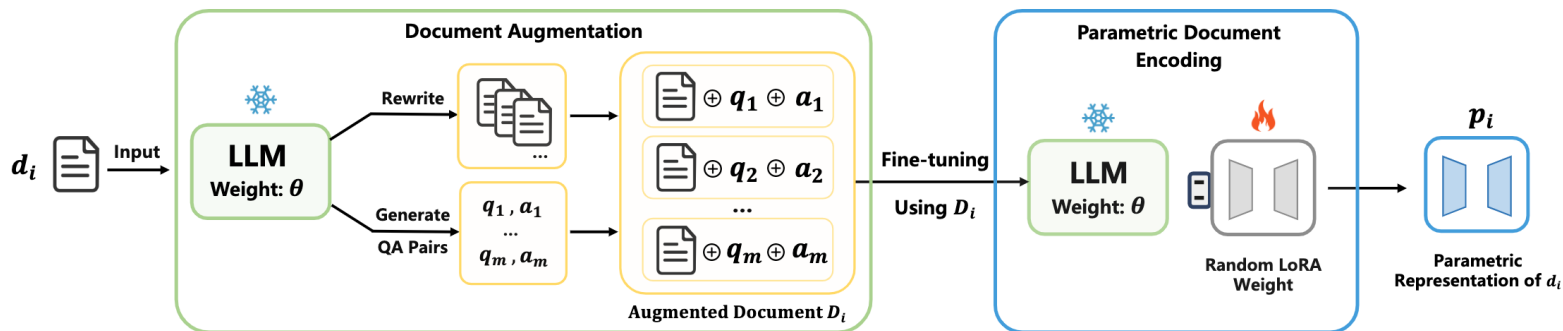 Document Augmentation
d_i
Input
LLM
Weight: θ
Rewrite
...
Generate
QA Pairs
q_1 , a_1
...
q_m , a_m
⊕ q_1 ⊕ a_1
⊕ q_2 ⊕ a_2
...
⊕ q_m ⊕ a_m
Augmented Document D_i
Fine-tuning
Using D_i
Parametric Document
Encoding
LLM
Weight: θ
Random LoRA
Weight
p_i
Parametric
Representation of d_i